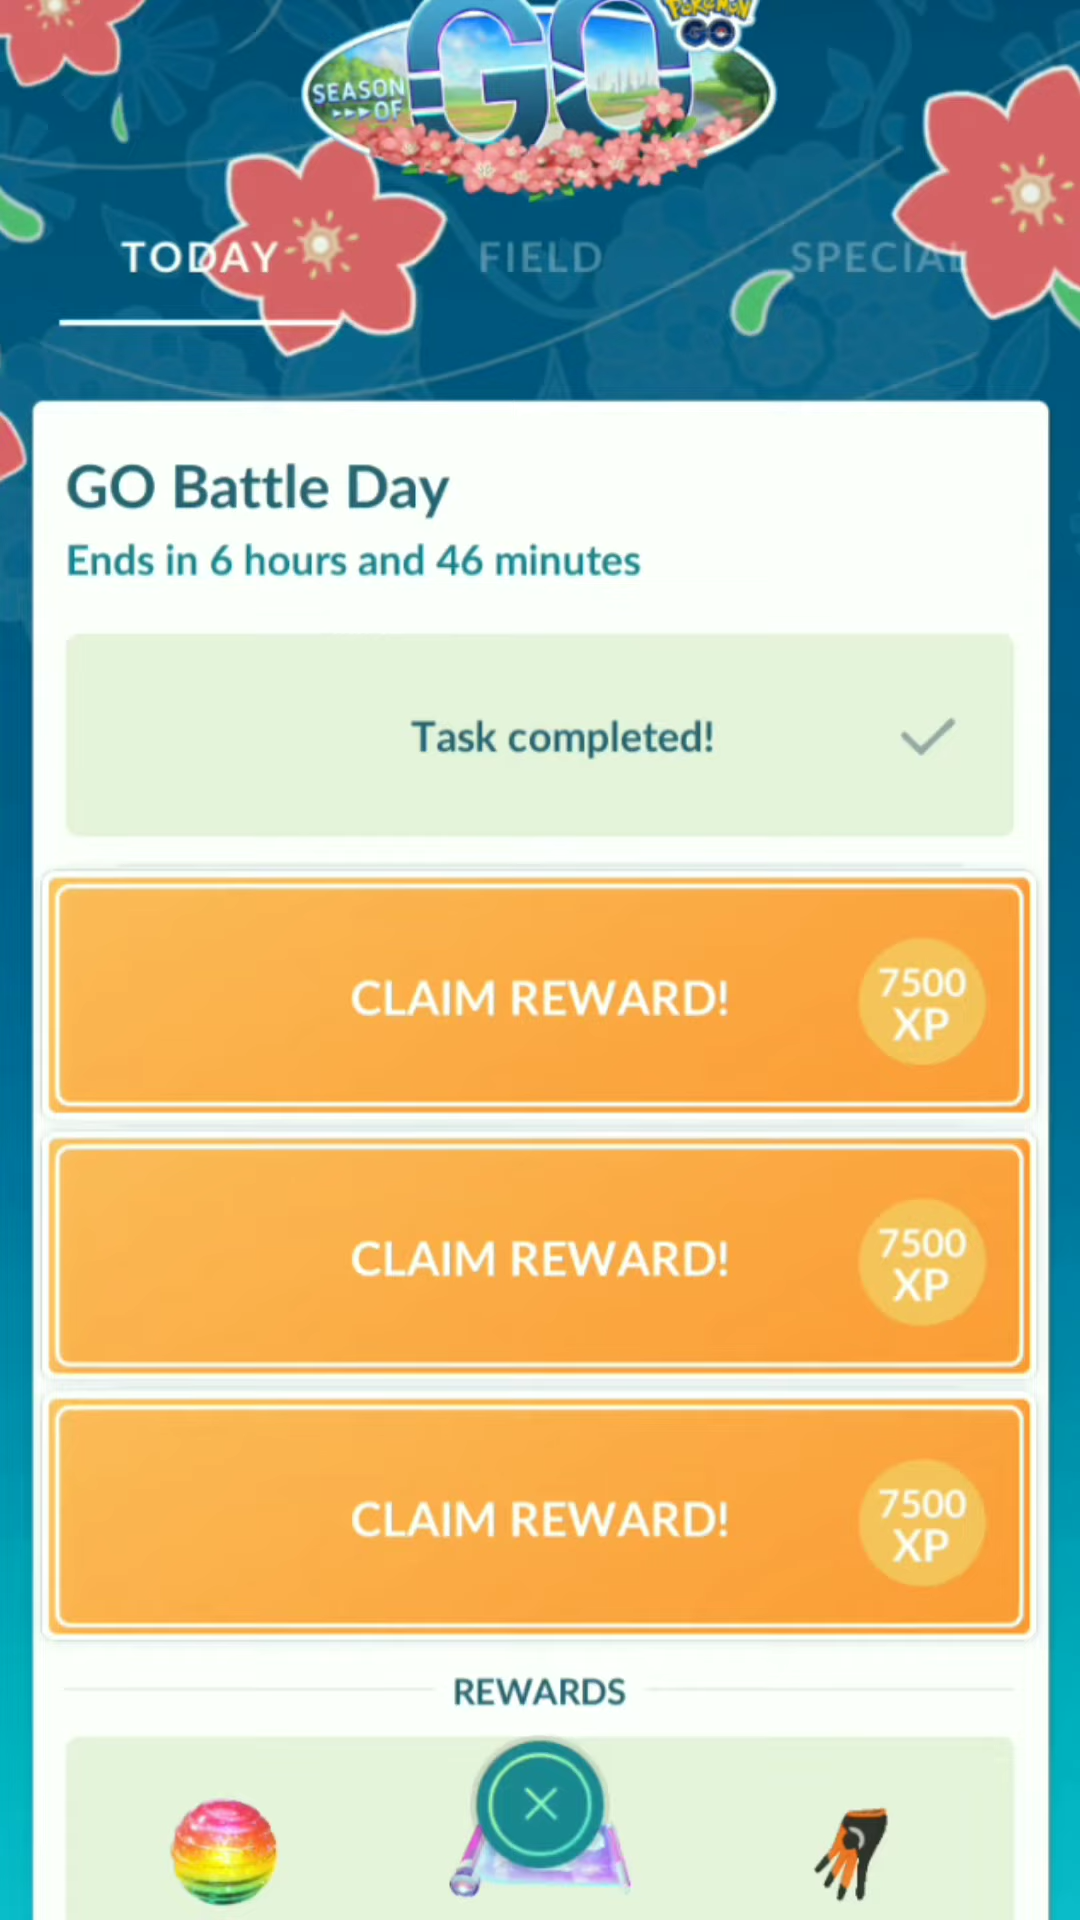 POKÉMON
GO
GO
SEASON
OF
TODAY
FIELD
SPECIAL
GO Battle Day
Ends in 6 hours and 46 minutes
Task completed!
CLAIM REWARD!
7500
XP
CLAIM REWARD!
7500
XP
CLAIM REWARD!
7500
XP
REWARDS